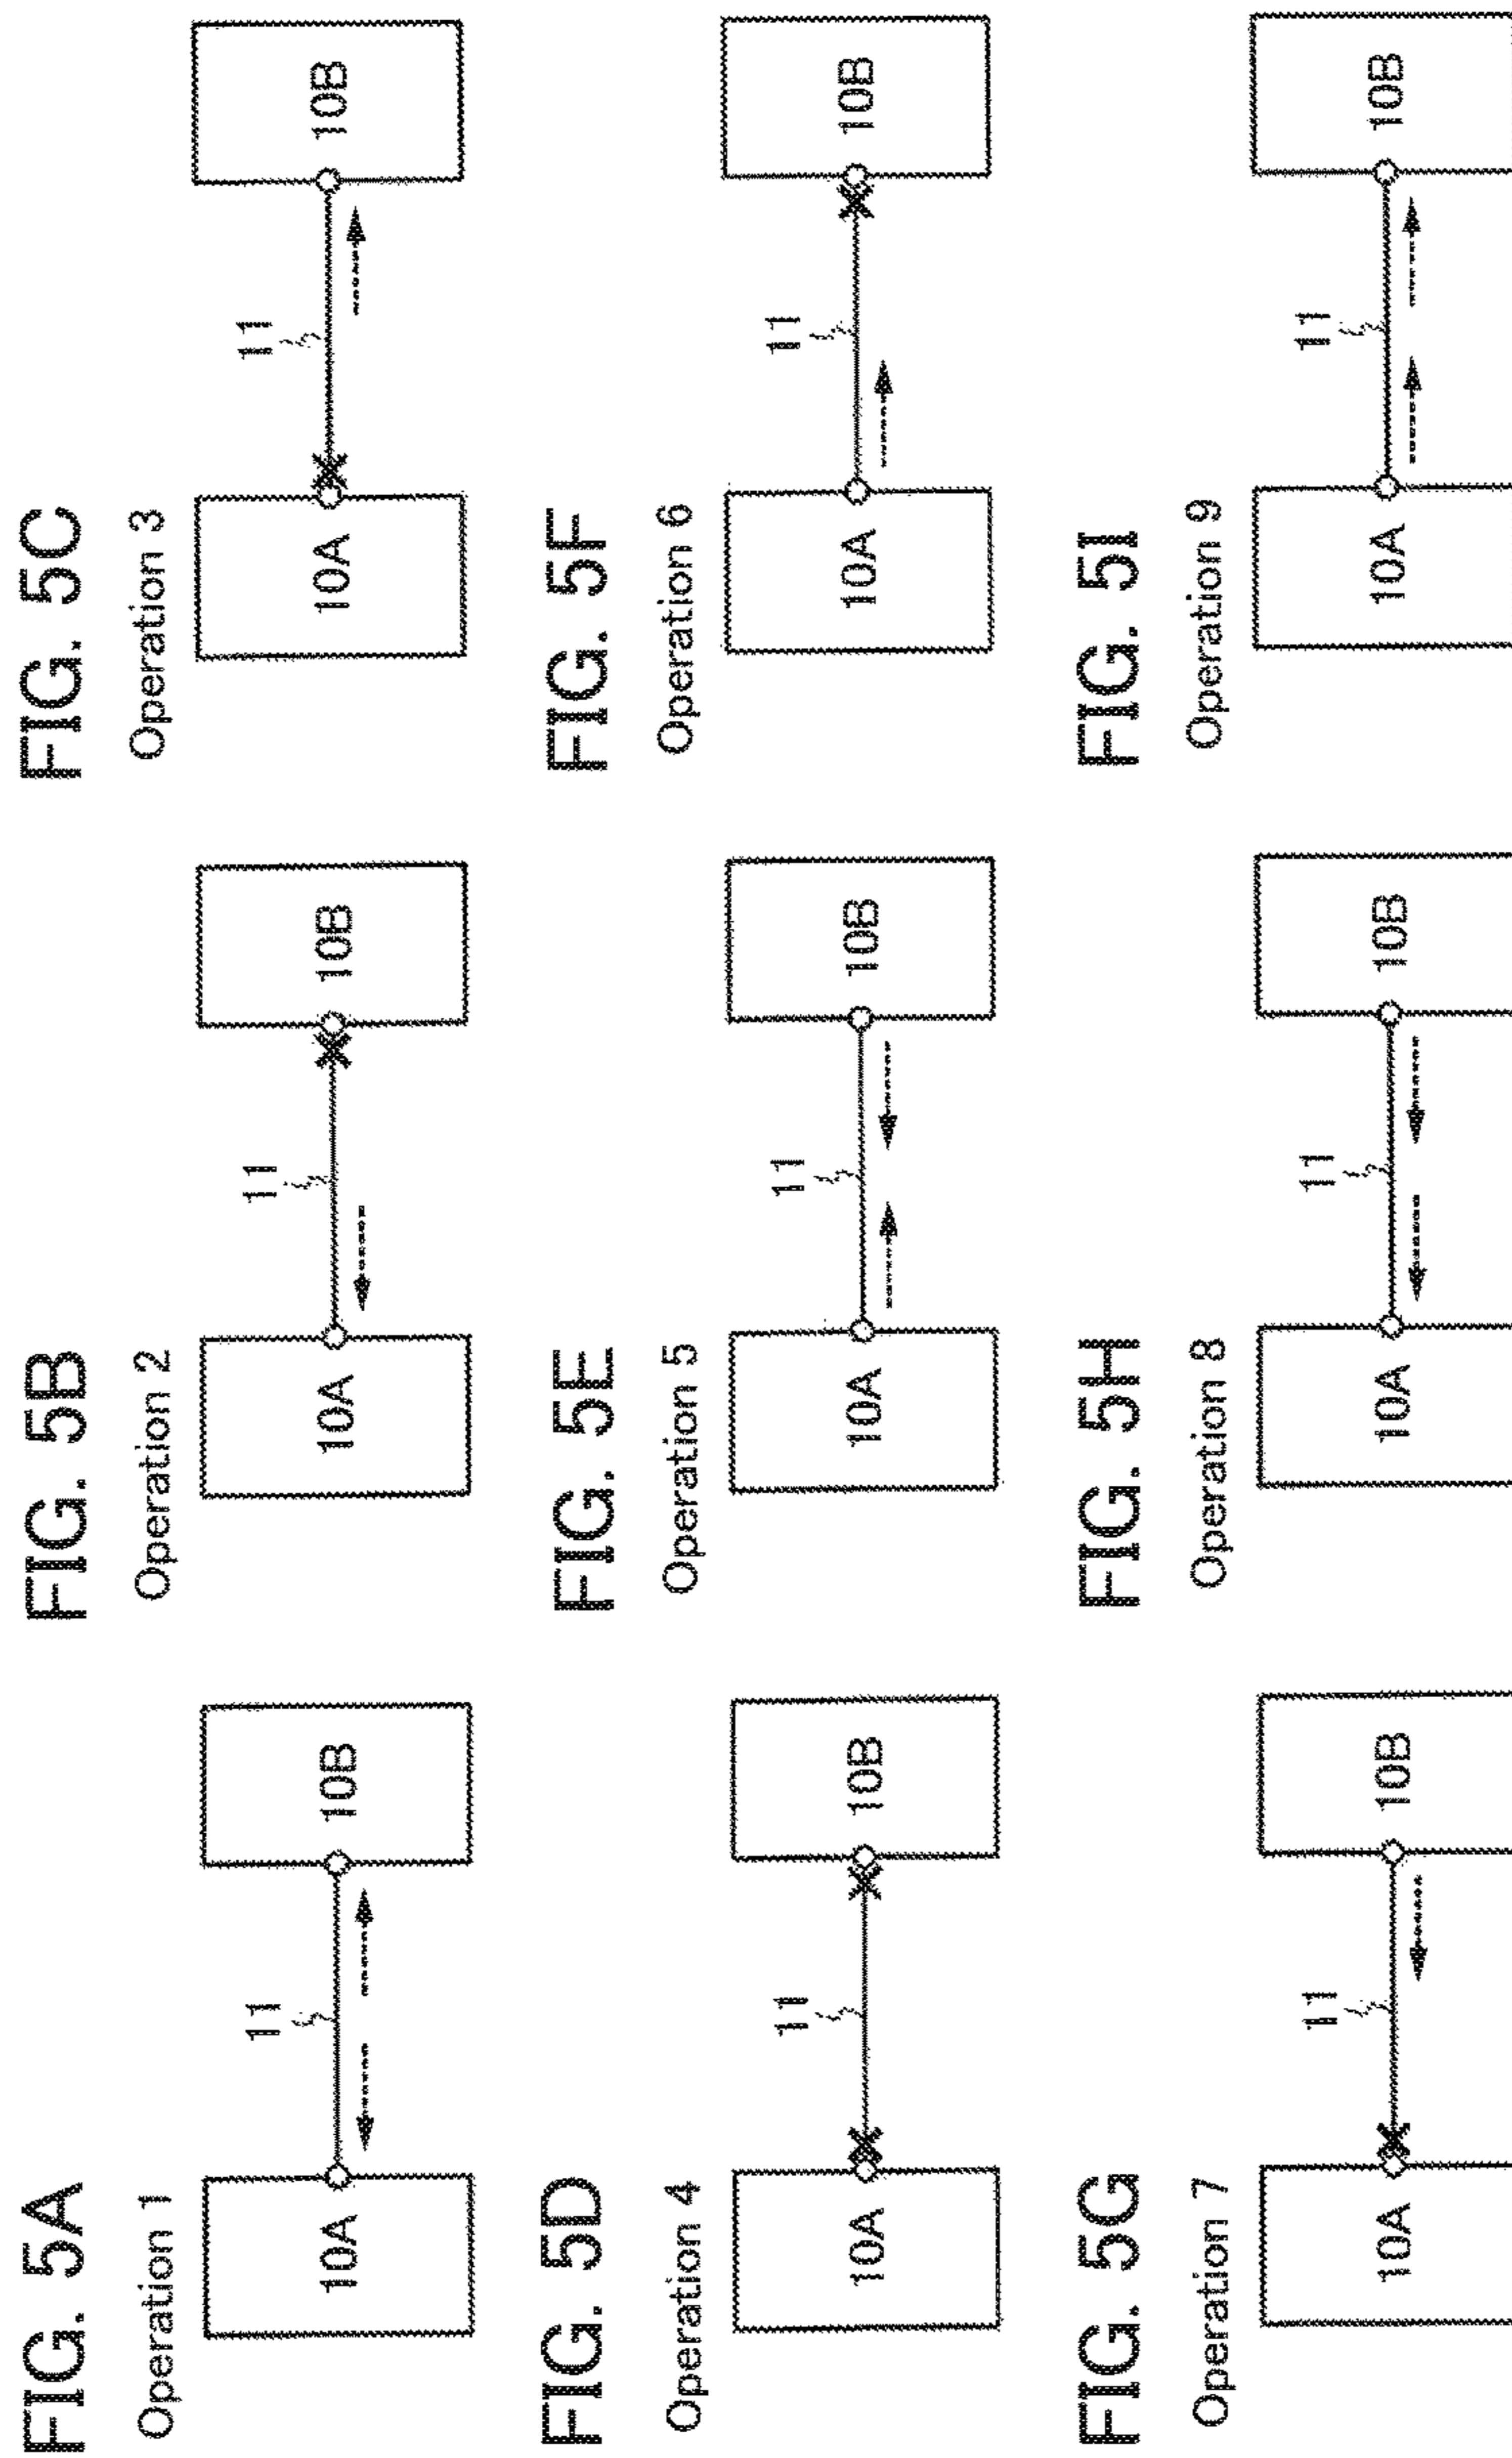 FIG. 5A
Operation 1
11
10A
10B
FIG. 5B
Operation 2
11
10A
10B
FIG. 5C
Operation 3
11
10A
10B
FIG. 5D
Operation 4
11
10A
10B
FIG. 5E
Operation 5
11
10A
10B
FIG. 5F
Operation 6
11
10A
10B
FIG. 5G
Operation 7
11
10A
10B
FIG. 5H
Operation 8
11
10A
10B
FIG. 5I
Operation 9
11
10A
10B